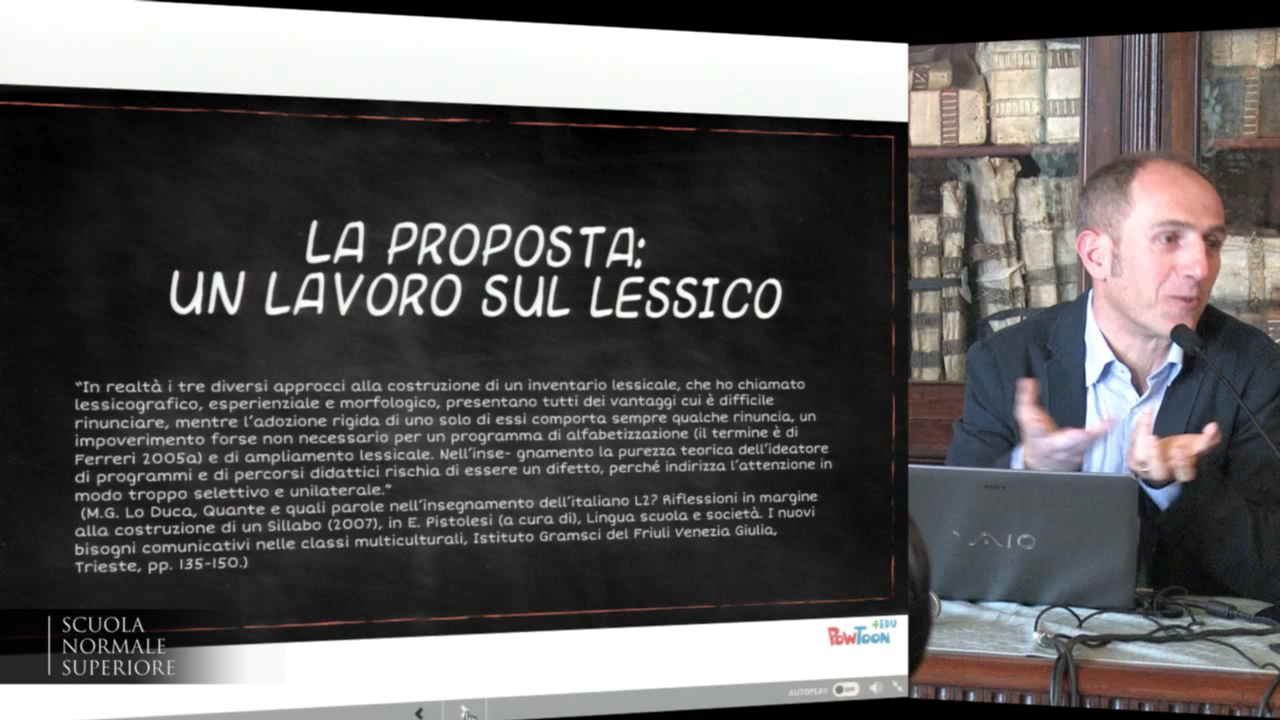 LA PROPOSTA:
UN LAVORO SUL LESSICO
“In realtà i tre diversi approcci alla costruzione di un inventario lessicale, che ho chiamato
lessicografico, esperienziale e morfologico, presentano tutti dei vantaggi cui è difficile
rinunciare, mentre l’adozione rigida di uno solo di essi comporta sempre qualche rinuncia, un
impoverimento forse non necessario per un programma di alfabetizzazione (il termine è di
Ferreri 2005a) e di ampliamento lessicale. Nell’inse- gnamento la purezza teorica dell’ideatore
di programmi e di percorsi didattici rischia di essere un difetto, perché indirizza l’attenzione in
modo troppo selettivo e unilaterale.”
(M.G. Lo Duca, Quante e quali parole nell’insegnamento dell’italiano L2? Riflessioni in margine
alla costruzione di un Sillabo (2007), in E. Pistolesi (a cura di), Lingua scuola e società. I nuovi
bisogni comunicativi nelle classi multiculturali, Istituto Gramsci del Friuli Venezia Giulia,
Trieste, pp. 135-150.)
SCUOLA
NORMALE
SUPERIORE
4EDU
POWTOON
AUTOPLAY OFF
SONY
VAIO